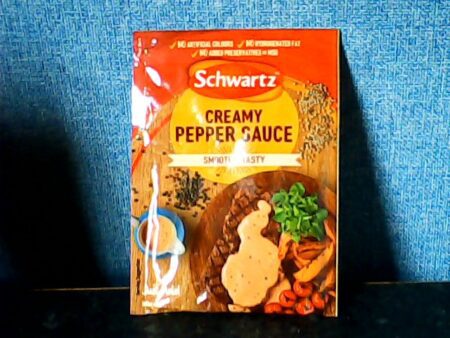 NO ARTIFICIAL COLOURS NO HYDROGENATED FAT
NO ADDED PRESERVATIVES or MSG
Schwartz
CREAMY
PEPPER SAUCE
SMOOTH TASTY